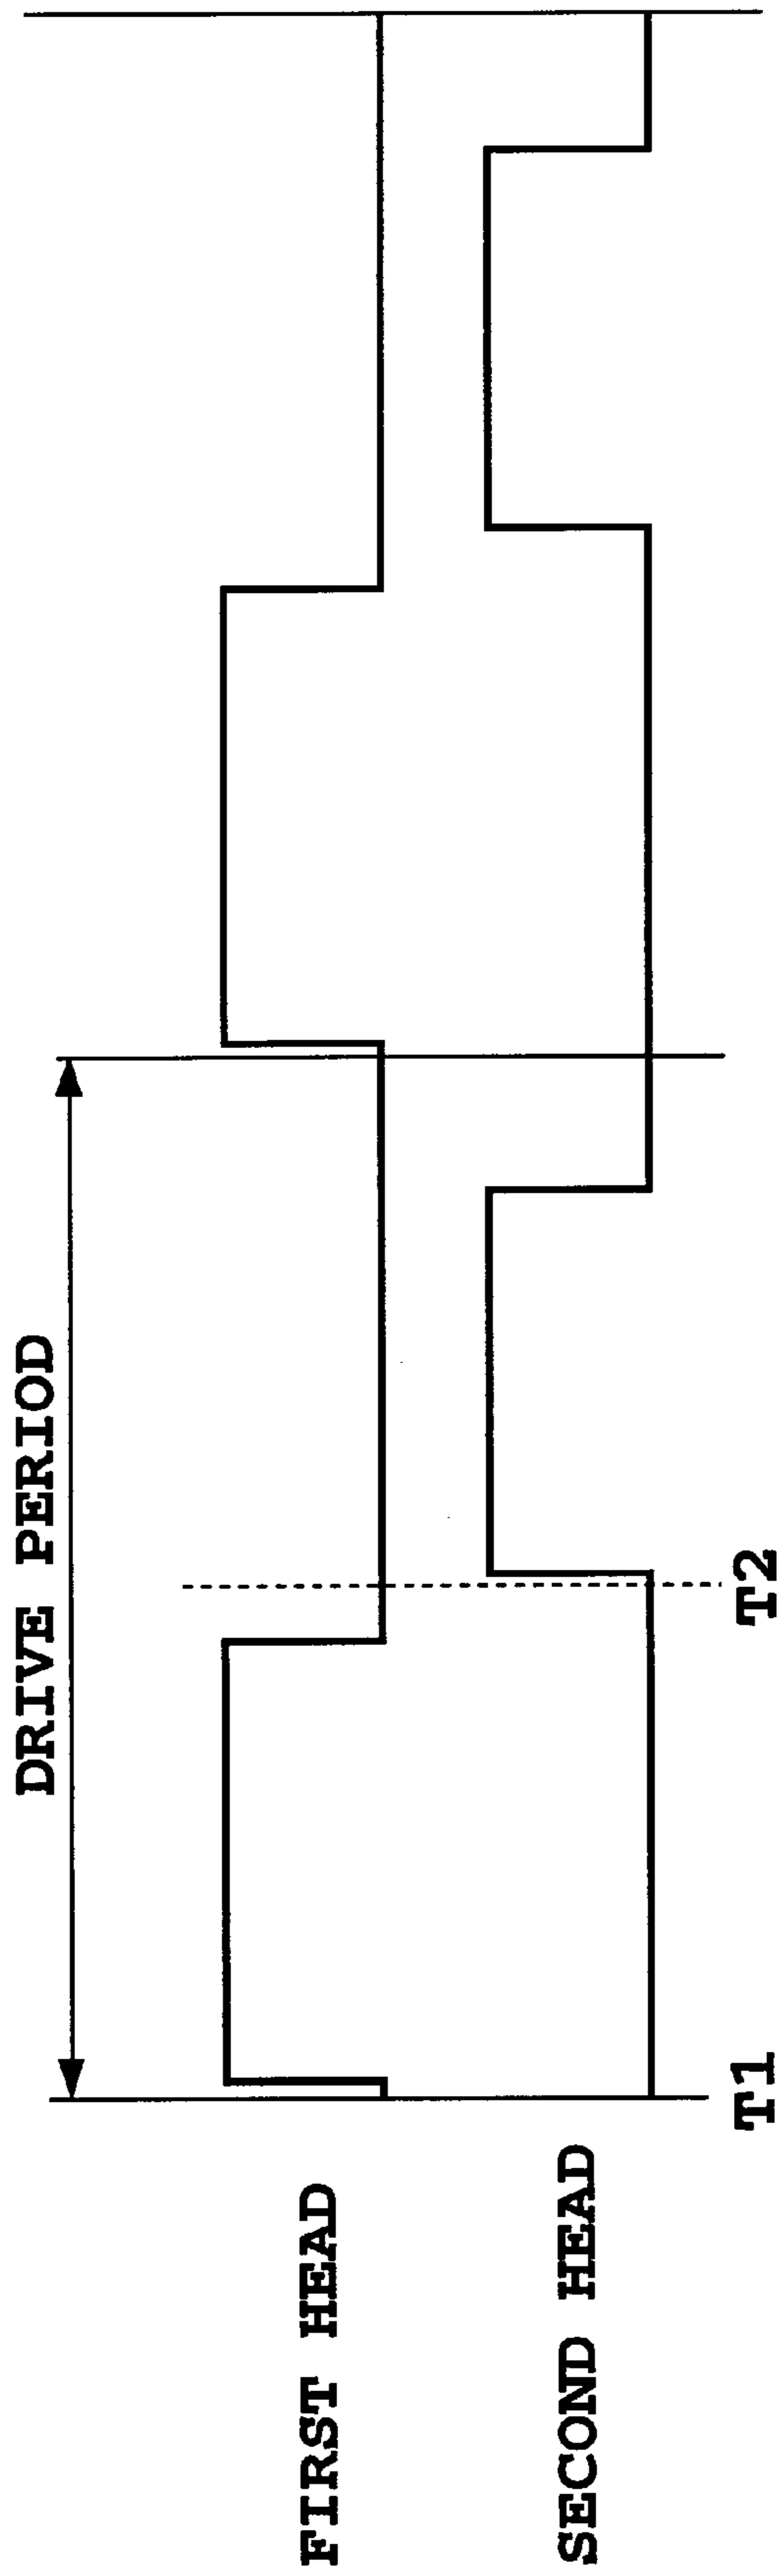 DRIVE PERIOD
FIRST HEAD
SECOND HEAD
T1
T2